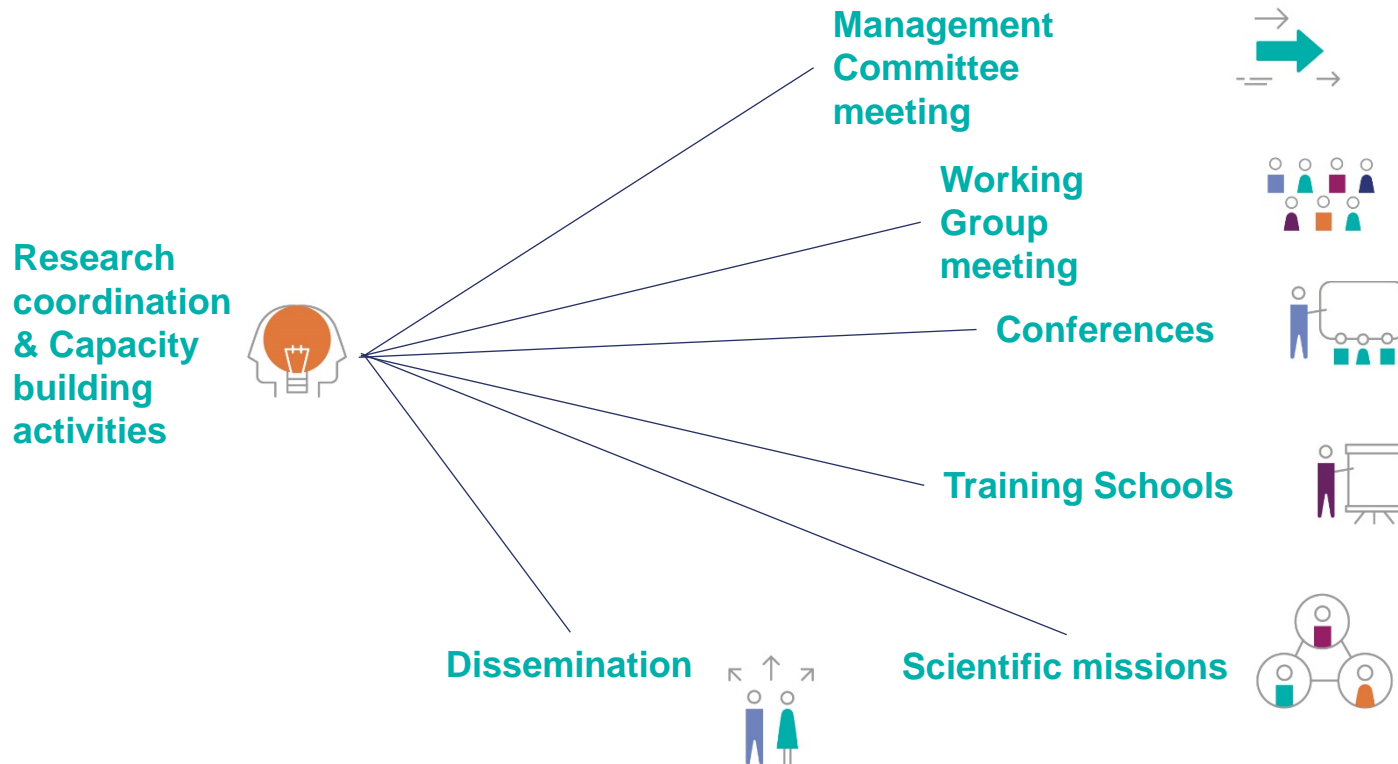 Management
Committee
meeting
Working
Group
meeting
Research
coordination
& Capacity
building
activities
Conferences
Training Schools
Dissemination
Scientific missions